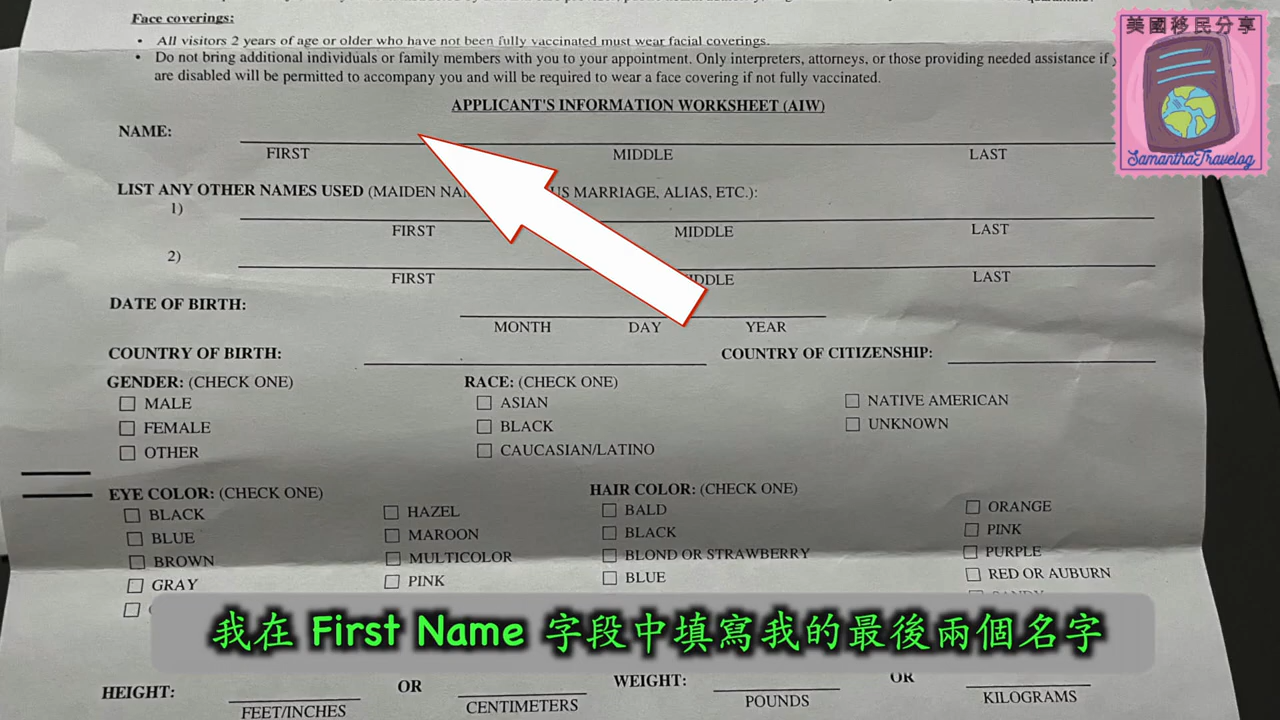 Face coverings:
• All visitors 2 years of age or older who have not been fully vaccinated must wear facial coverings.
• Do not bring additional individuals or family members with you to your appointment. Only interpreters, attorneys, or those providing needed assistance if
are disabled will be permitted to accompany you and will be required to wear a face covering if not fully vaccinated.
美國移民分享
SamanthaTravelog
APPLICANT'S INFORMATION WORKSHEET (AIW)
NAME:
FIRST MIDDLE LAST
LIST ANY OTHER NAMES USED (MAIDEN US MARRIAGE, ALIAS, ETC.):
1)
FIRST MIDDLE LAST
2)
FIRST MIDDLE LAST
DATE OF BIRTH:
MONTH DAY YEAR
COUNTRY OF BIRTH: COUNTRY OF CITIZENSHIP:
GENDER: (CHECK ONE) RACE: (CHECK ONE)
MALE ASIAN NATIVE AMERICAN
FEMALE BLACK UNKNOWN
OTHER CAUCASIAN/LATINO
EYE COLOR: (CHECK ONE) HAIR COLOR: (CHECK ONE)
BLACK HAZEL BALD ORANGE
BLUE MAROON BLACK PINK
BROWN MULTICOLOR BLOND OR STRAWBERRY PURPLE
GRAY PINK BLUE RED OR AUBURN
我在 First Name 字段中填寫我的最後兩個名字
HEIGHT: OR WEIGHT: OR
FEET/INCHES CENTIMETERS POUNDS KILOGRAMS